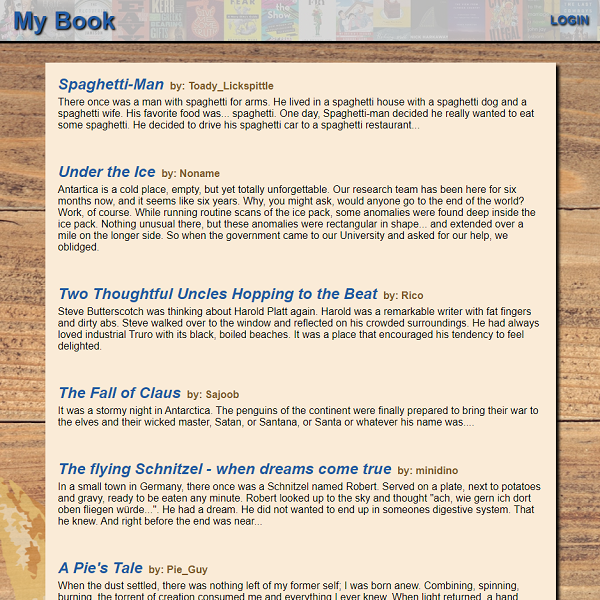 My Book
LOGIN
Spaghetti-Man by: Toady_Lickspittle
There once was a man with spaghetti for arms. He lived in a spaghetti house with a spaghetti dog and a
spaghetti wife. His favorite food was... spaghetti. One day, Spaghetti-man decided he really wanted to eat
some spaghetti. He decided to drive his spaghetti car to a spaghetti restaurant...
Under the Ice by: Noname
Antartica is a cold place, empty, but yet totally unforgettable. Our research team has been here for six
months now, and it seems like six years. Why, you might ask, would anyone go to the end of the world?
Work, of course. While running routine scans of the ice pack, some anomalies were found deep inside the
ice pack. Nothing unusual there, but these anomalies were rectangular in shape... and extended over a
mile on the longer side. So when the government came to our University and asked for our help, we
oblidged.
Two Thoughtful Uncles Hopping to the Beat by: Rico
Steve Butterscotch was thinking about Harold Platt again. Harold was a remarkable writer with fat fingers
and dirty abs. Steve walked over to the window and reflected on his crowded surroundings. He had always
loved industrial Truro with its black, boiled beaches. It was a place that encouraged his tendency to feel
delighted.
The Fall of Claus by: Sajoob
It was a stormy night in Antarctica. The penguins of the continent were finally prepared to bring their war to
the elves and their wicked master, Satan, or Santana, or Santa or whatever his name was....
The flying Schnitzel - when dreams come true by: minidino
In a small town in Germany, there once was a Schnitzel named Robert. Served on a plate, next to potatoes
and gravy, ready to be eaten any minute. Robert looked up to the sky and thought "ach, wie gern ich dort
oben fliegen würde...". He had a dream. He did not wanted to end up in someones digestive system. That
he knew. And right before the end was near...
A Pie's Tale by: Pie_Guy
When the dust settled, there was nothing left of my former self; I was born anew. Combining, spinning,
burning, the torrent of creation consumed me and everything I ever knew. When light returned, a hand